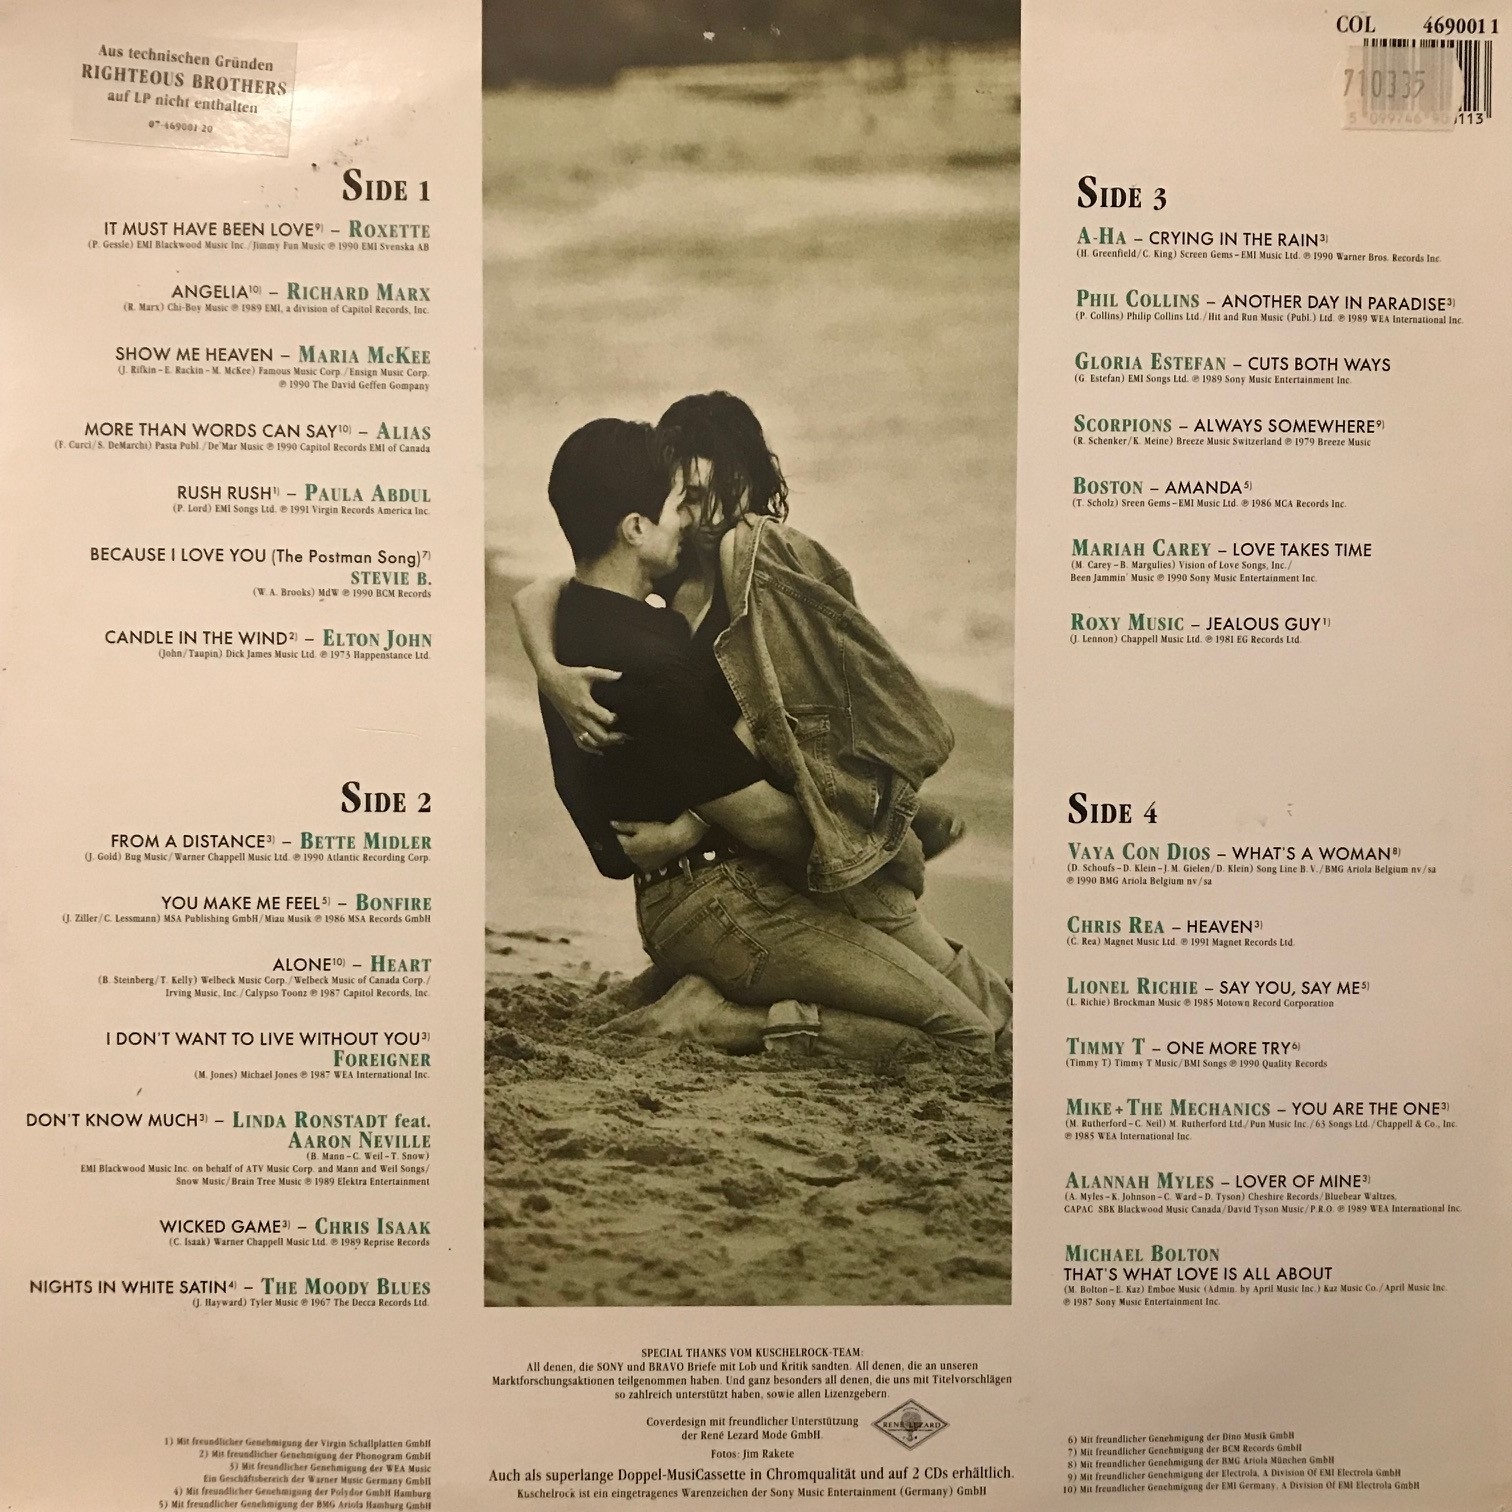 Aus technischen Gründen
RIGHTEOUS BROTHERS
auf LP nicht enthalten
07-469001-20
COL 469001 1
710335
SIDE 1
IT MUST HAVE BEEN LOVE⁹⁾ – ROXETTE
(P. Gessle) EMI Blackwood Music Inc./Jimmy Fun Music ℗ 1990 EMI Svenska AB
ANGELIA¹⁰⁾ – RICHARD MARX
(R. Marx) Chi-Boy Music ℗ 1989 EMI, a division of Capitol Records, Inc.
SHOW ME HEAVEN – MARIA MCKEE
(J. Rifkin–E. Rackin–M. McKee) Famous Music Corp./Ensign Music Corp.
℗ 1990 The David Geffen Gompany
MORE THAN WORDS CAN SAY¹⁰⁾ – ALIAS
(F. Curci/S. DeMarchi) Pasta Publ./De'Mar Music ℗ 1990 Capitol Records EMI of Canada
RUSH RUSH¹⁾ – PAULA ABDUL
(P. Lord) EMI Songs Ltd. ℗ 1991 Virgin Records America Inc.
BECAUSE I LOVE YOU (The Postman Song)⁷⁾
STEVIE B.
(W. A. Brooks) MdW ℗ 1990 BCM Records
CANDLE IN THE WIND²⁾ – ELTON JOHN
(John/Taupin) Dick James Music Ltd. ℗ 1973 Happenstance Ltd.
SIDE 2
FROM A DISTANCE³⁾ – BETTE MIDLER
(J. Gold) Bug Music/Warner Chappell Music Ltd. ℗ 1990 Atlantic Recording Corp.
YOU MAKE ME FEEL⁵⁾ – BONFIRE
(J. Ziller/C. Lessmann) MSA Publishing GmbH/Miau Musik ℗ 1986 MSA Records GmbH
ALONE¹⁰⁾ – HEART
(B. Steinberg/T. Kelly) Welbeck Music Corp./Welbeck Music of Canada Corp./
Irving Music, Inc./Calypso Toonz ℗ 1987 Capitol Records, Inc.
I DON'T WANT TO LIVE WITHOUT YOU³⁾
FOREIGNER
(M. Jones) Michael Jones ℗ 1987 WEA International Inc.
DON'T KNOW MUCH³⁾ – LINDA RONSTADT feat.
AARON NEVILLE
(B. Mann–C. Weil–T. Snow)
EMI Blackwood Music Inc. on behalf of ATV Music Corp. and Mann and Weil Songs/
Snow Music/Brain Tree Music ℗ 1989 Elektra Entertainment
WICKED GAME³⁾ – CHRIS ISAAK
(C. Isaak) Warner Chappell Music Ltd. ℗ 1989 Reprise Records
NIGHTS IN WHITE SATIN⁴⁾ – THE MOODY BLUES
(J. Hayward) Tyler Music ℗ 1967 The Decca Records Ltd.
SIDE 3
A-HA – CRYING IN THE RAIN³⁾
(H. Greenfield/C. King) Screen Gems–EMI Music Ltd. ℗ 1990 Warner Bros. Records Inc.
PHIL COLLINS – ANOTHER DAY IN PARADISE³⁾
(P. Collins) Philip Collins Ltd./Hit and Run Music (Publ.) Ltd. ℗ 1989 WEA International Inc.
GLORIA ESTEFAN – CUTS BOTH WAYS
(G. Estefan) EMI Songs Ltd. ℗ 1989 Sony Music Entertainment Inc.
SCORPIONS – ALWAYS SOMEWHERE⁹⁾
(R. Schenker/K. Meine) Breeze Music Switzerland ℗ 1979 Breeze Music
BOSTON – AMANDA⁵⁾
(T. Scholz) Sreen Gems–EMI Music Ltd. ℗ 1986 MCA Records Inc.
MARIAH CAREY – LOVE TAKES TIME
(M. Carey–B. Margulies) Vision of Love Songs, Inc./
Been Jammin' Music ℗ 1990 Sony Music Entertainment Inc.
ROXY MUSIC – JEALOUS GUY¹⁾
(J. Lennon) Chappell Music Ltd. ℗ 1981 EG Records Ltd.
SIDE 4
VAYA CON DIOS – WHAT'S A WOMAN⁸⁾
(D. Schoufs–D. Klein–J. M. Gielen/D. Klein) Song Line B. V./BMG Ariola Belgium nv/sa
℗ 1990 BMG Ariola Belgium nv/sa
CHRIS REA – HEAVEN³⁾
(C. Rea) Magnet Music Ltd. ℗ 1991 Magnet Records Ltd.
LIONEL RICHIE – SAY YOU, SAY ME⁵⁾
(L. Richie) Brockman Music ℗ 1985 Motown Record Corporation
TIMMY T – ONE MORE TRY⁶⁾
(Timmy T) Timmy T Music/BMI Songs ℗ 1990 Quality Records
MIKE + THE MECHANICS – YOU ARE THE ONE³⁾
(M. Rutherford–C. Neil) M. Rutherford Ltd./Pun Music Inc./63 Songs Ltd./Chappell & Co., Inc.
℗ 1985 WEA International Inc.
ALANNAH MYLES – LOVER OF MINE³⁾
(A. Myles–K. Johnson–C. Ward–D. Tyson) Cheshire Records/Bluebear Waltzes,
CAPAC SBK Blackwood Music Canada/David Tyson Music/P.R.O. ℗ 1989 WEA International Inc.
MICHAEL BOLTON
THAT'S WHAT LOVE IS ALL ABOUT
(M. Bolton–E. Kaz) Emboe Music (Admin. by April Music Inc.) Kaz Music Co./April Music Inc.
℗ 1987 Sony Music Entertainment Inc.
SPECIAL THANKS VOM KUSCHELROCK-TEAM:
All denen, die SONY und BRAVO Briefe mit Lob und Kritik sandten. All denen, die an unseren
Marktforschungsaktionen teilgenommen haben. Und ganz besonders all denen, die uns mit Titelvorschlägen
so zahlreich unterstützt haben, sowie allen Lizenzgebern.
Coverdesign mit freundlicher Unterstützung
der René Lezard Mode GmbH.
RENÉ LEZARD
Fotos: Jim Rakete
Auch als superlange Doppel-MusiCassette in Chromqualität und auf 2 CDs erhältlich.
Kuschelrock ist ein eingetragenes Warenzeichen der Sony Music Entertainment (Germany) GmbH
1) Mit freundlicher Genehmigung der Virgin Schallplatten GmbH
2) Mit freundlicher Genehmigung der Phonogram GmbH
3) Mit freundlicher Genehmigung der WEA Music
Ein Geschäftsbereich der Warner Music Germany GmbH
4) Mit freundlicher Genehmigung der Polydor GmbH Hamburg
5) Mit freundlicher Genehmigung der BMG Ariola Hamburg GmbH
6) Mit freundlicher Genehmigung der Dino Musik GmbH
7) Mit freundlicher Genehmigung der BCM Records GmbH
8) Mit freundlicher Genehmigung der BMG Ariola München GmbH
9) Mit freundlicher Genehmigung der Electrola, A Division Of EMI Electrola GmbH
10) Mit freundlicher Genehmigung der EMI Germany, A Division Of EMI Electrola GmbH